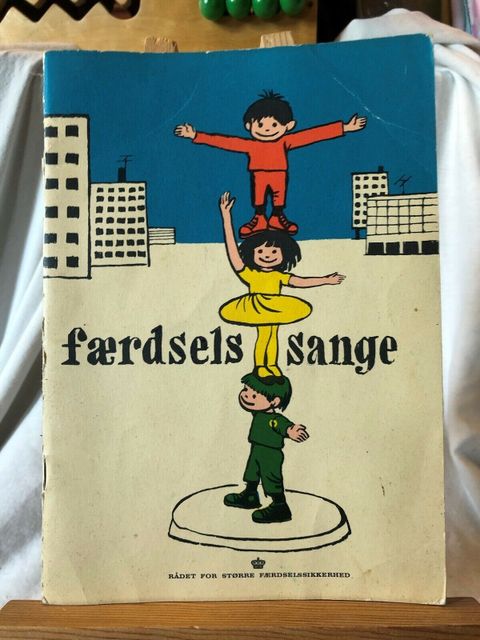 færdsels sange
RÅDET FOR STØRRE FÆRDSELSSIKKERHED